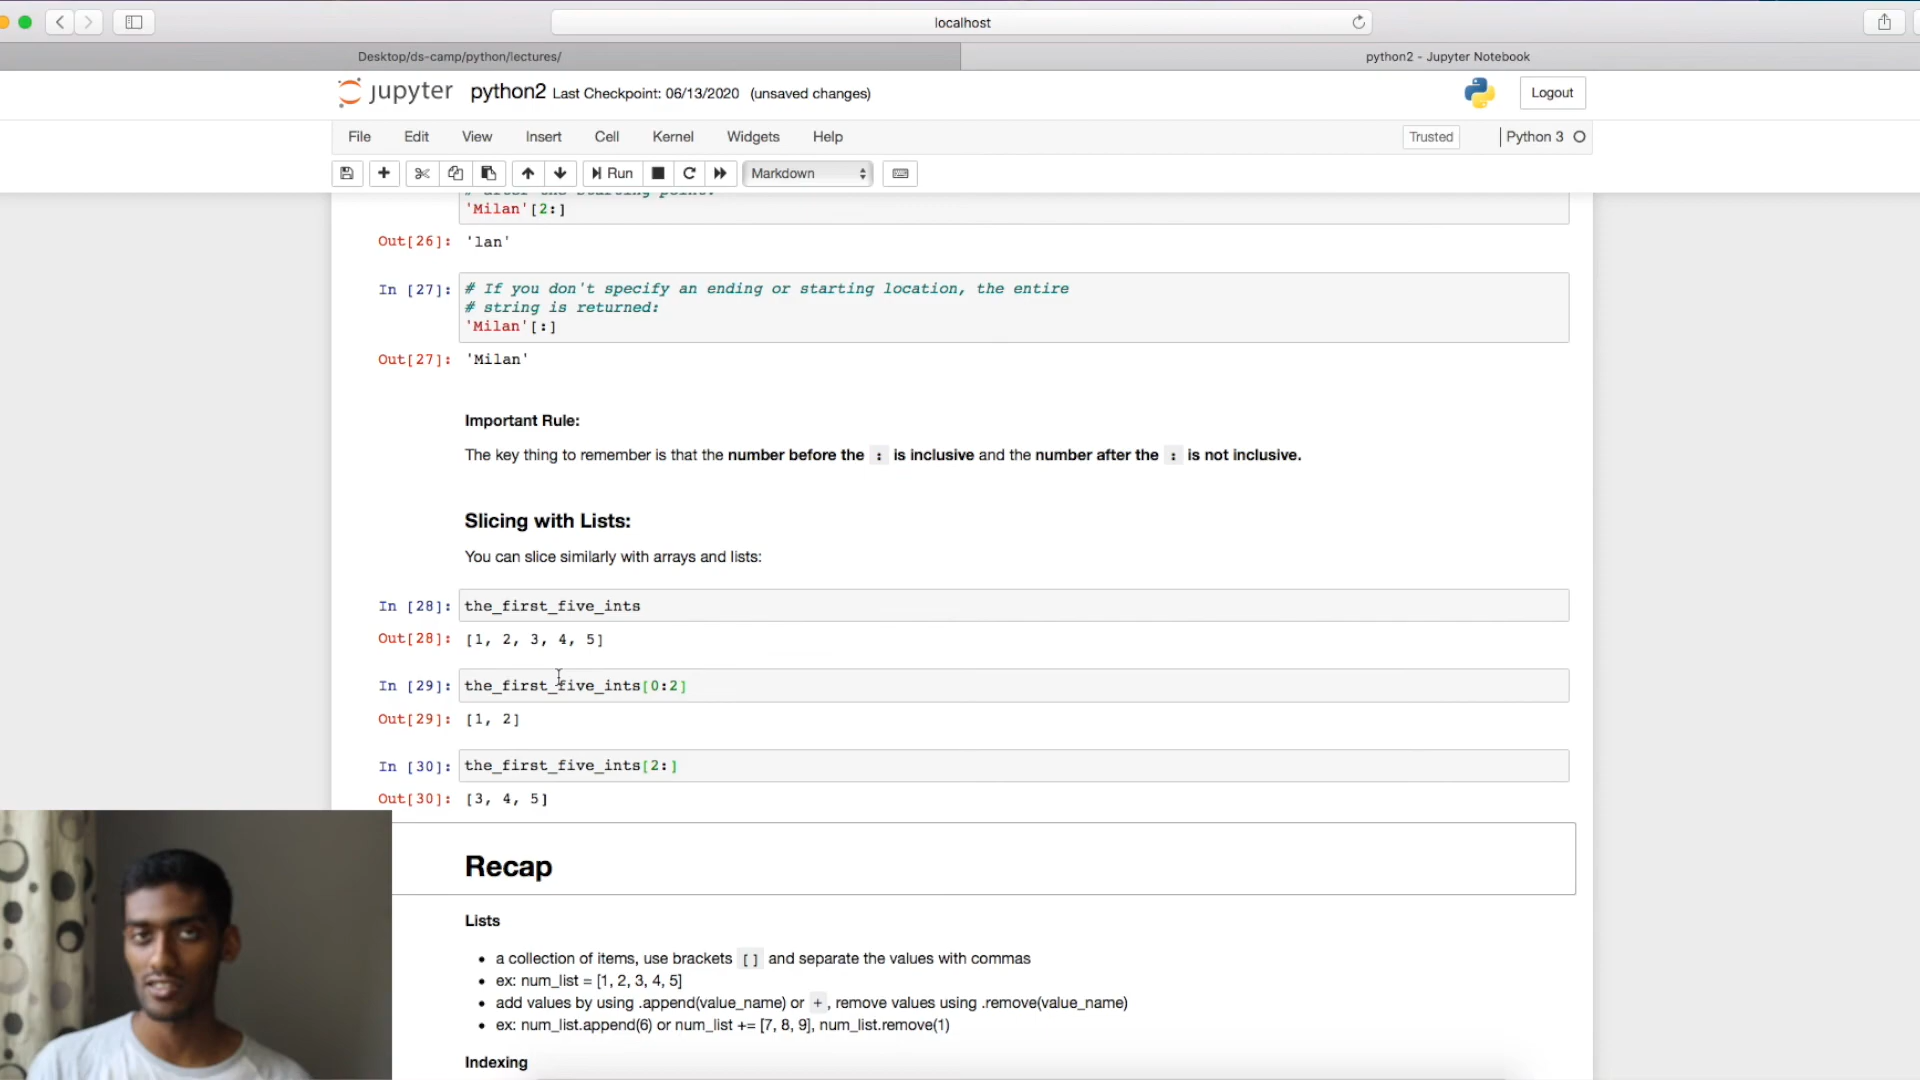 localhost
Desktop/ds-camp/python/lectures/
python2 - Jupyter Notebook
jupyter python2 Last Checkpoint: 06/13/2020 (unsaved changes)
Logout
File Edit View Insert Cell Kernel Widgets Help
Trusted
Python 3
Run
Markdown
# after the starting point:
'Milan'[2:]
Out[26]: 'lan'
In [27]: # If you don't specify an ending or starting location, the entire
# string is returned:
'Milan'[:]
Out[27]: 'Milan'
Important Rule:
The key thing to remember is that the number before the : is inclusive and the number after the : is not inclusive.
Slicing with Lists:
You can slice similarly with arrays and lists:
In [28]: the_first_five_ints
Out[28]: [1, 2, 3, 4, 5]
In [29]: the_first_five_ints[0:2]
Out[29]: [1, 2]
In [30]: the_first_five_ints[2:]
Out[30]: [3, 4, 5]
Recap
Lists
• a collection of items, use brackets [] and separate the values with commas
• ex: num_list = [1, 2, 3, 4, 5]
• add values by using .append(value_name) or +, remove values using .remove(value_name)
• ex: num_list.append(6) or num_list += [7, 8, 9], num_list.remove(1)
Indexing